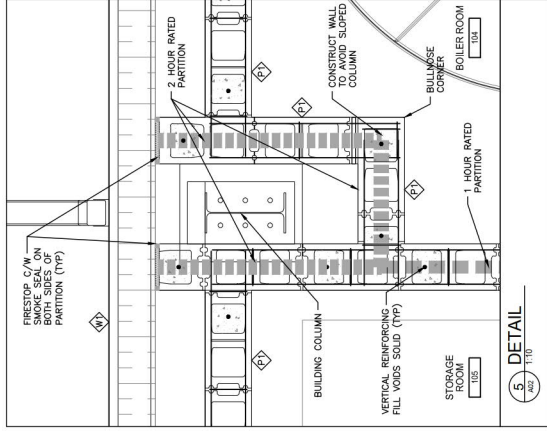 FIRESTOP C/W
SMOKE SEAL ON
BOTH SIDES OF
PARTITION (TYP)
W1
2 HOUR RATED
PARTITION
P1
P1
CONSTRUCT WALL
TO AVOID SLOPED
COLUMN
BOILER ROOM
104
BULLNOSE
CORNER
P1
P1
BUILDING COLUMN
VERTICAL REINFORCING
FILL VOIDS SOLID (TYP)
1 HOUR RATED
PARTITION
STORAGE
ROOM
105
5
A02
DETAIL
1:10